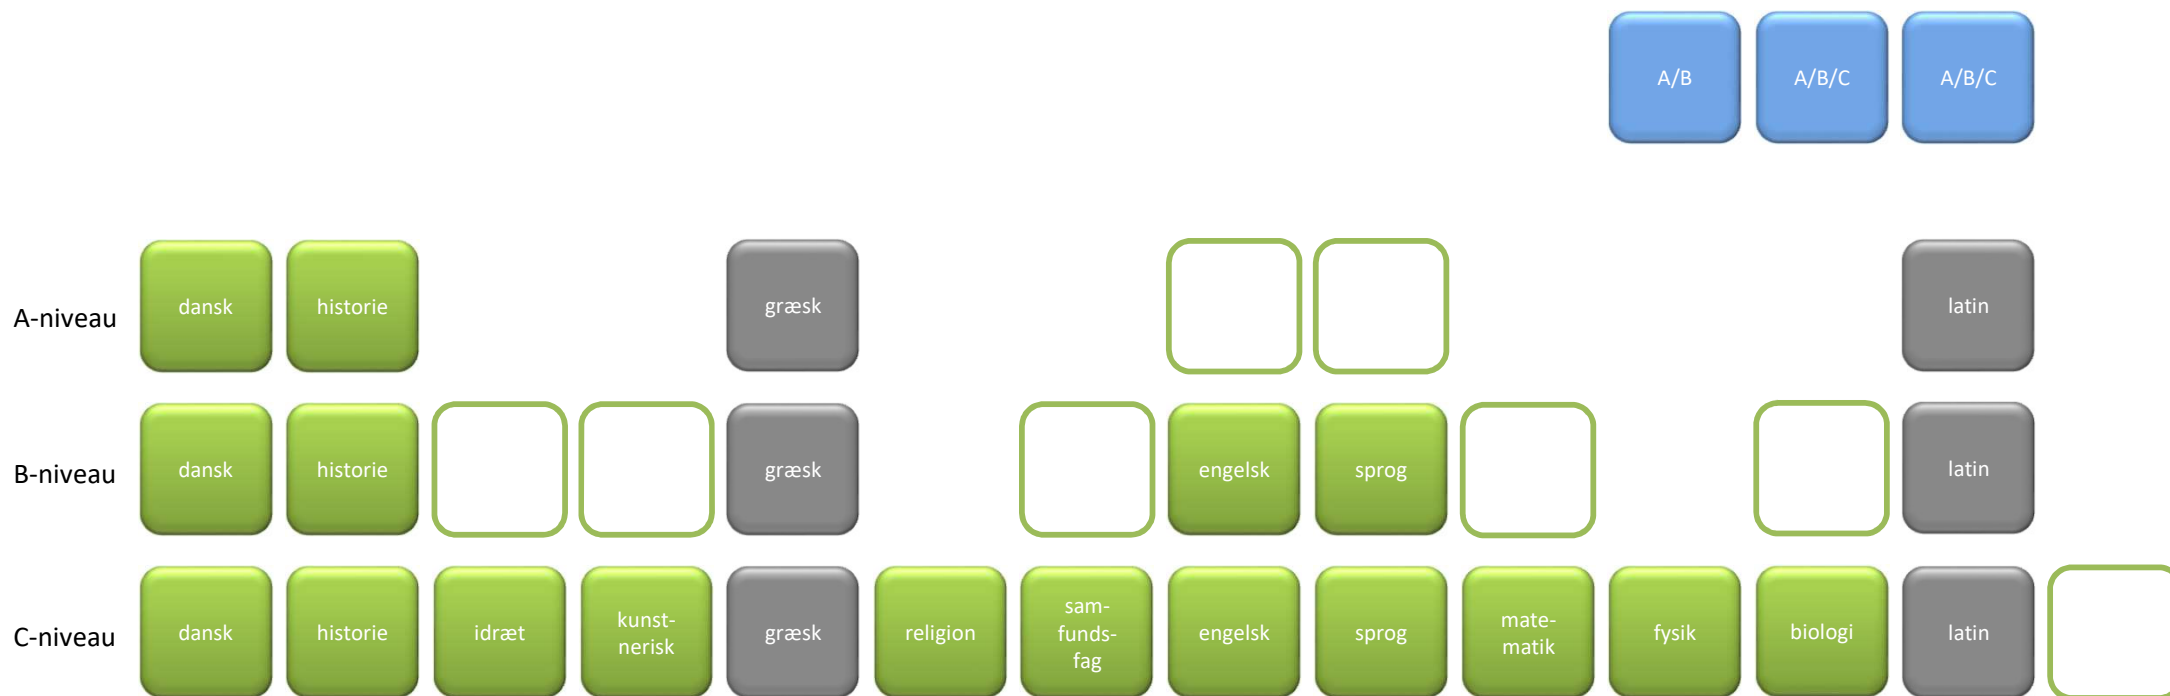 A/B
A/B/C
A/B/C
A-niveau
dansk
historie
græsk
latin
B-niveau
dansk
historie
græsk
engelsk
sprog
latin
C-niveau
dansk
historie
idræt
kunst-
nerisk
græsk
religion
sam-
funds-
fag
engelsk
sprog
mate-
matik
fysik
biologi
latin